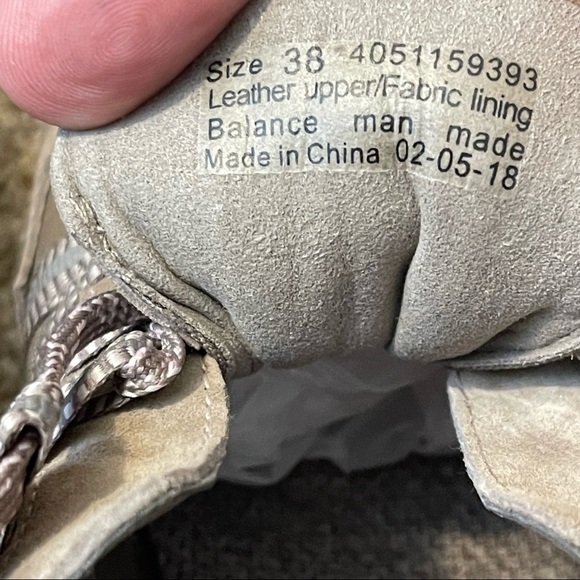 Size 38 4051159393
Leather upper/Fabric lining
Balance man made
Made in China 02-05-18